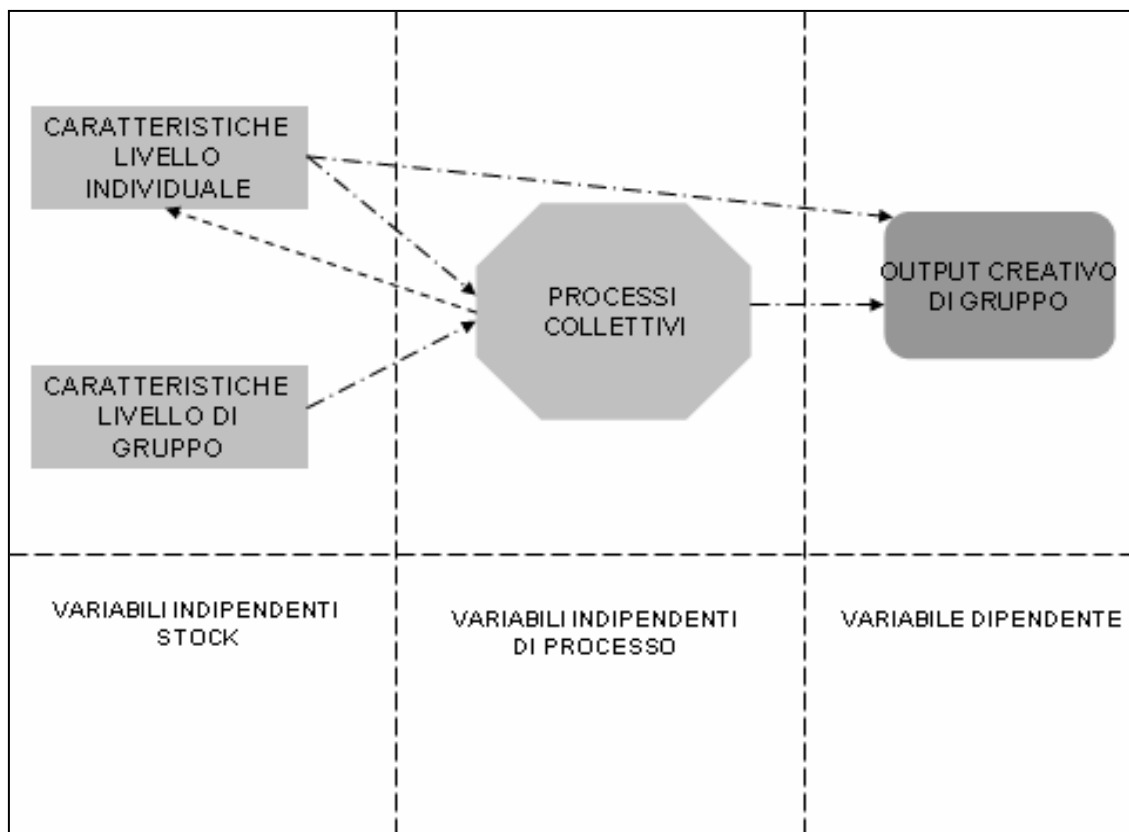 CARATTERISTICHE
LIVELLO
INDIVIDUALE
CARATTERISTICHE
LIVELLO DI
GRUPPO
PROCESSI
COLLETTIVI
OUTPUT CREATIVO
DI GRUPPO
VARIABILI INDIPENDENTI
STOCK
VARIABILI INDIPENDENTI
DI PROCESSO
VARIABILE DIPENDENTE